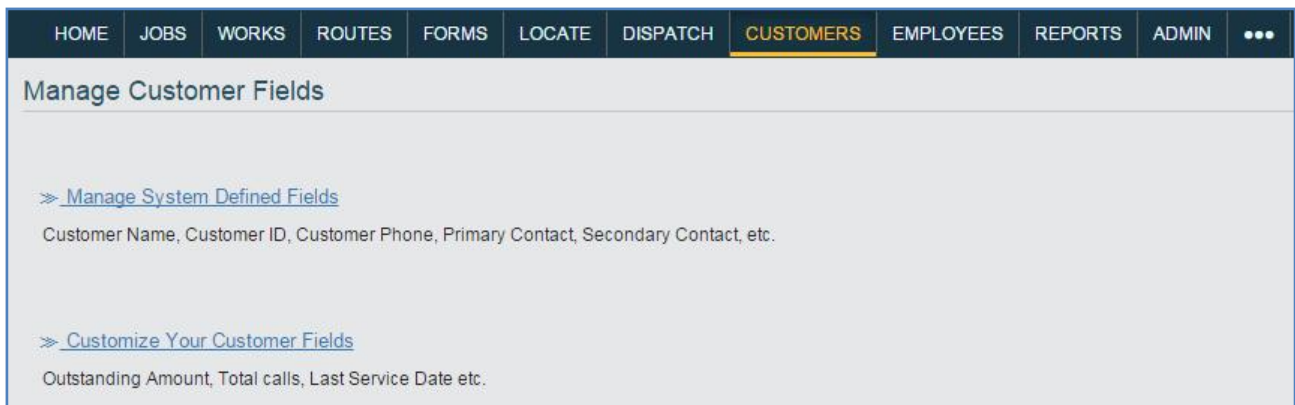 HOME JOBS WORKS ROUTES FORMS LOCATE DISPATCH CUSTOMERS EMPLOYEES REPORTS ADMIN •••
Manage Customer Fields
≫ Manage System Defined Fields
Customer Name, Customer ID, Customer Phone, Primary Contact, Secondary Contact, etc.
≫ Customize Your Customer Fields
Outstanding Amount, Total calls, Last Service Date etc.